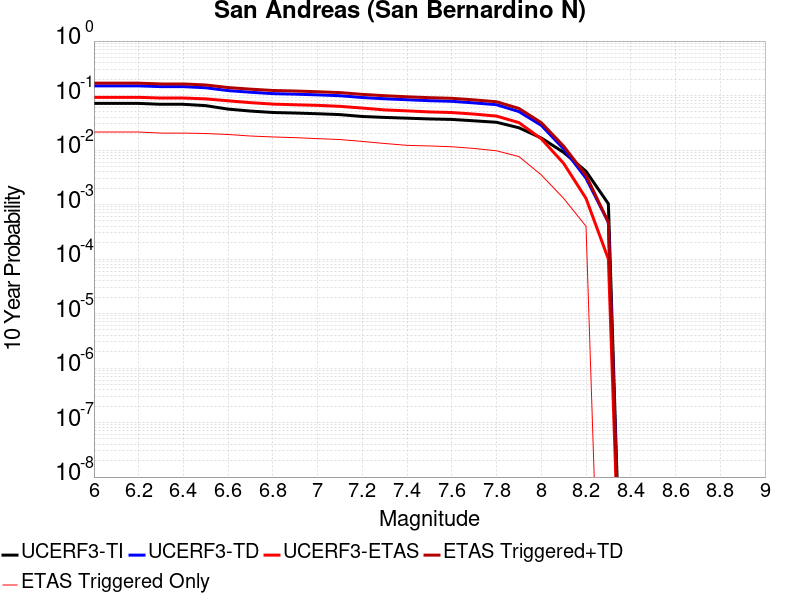 San Andreas (San Bernardino N)
10^0
10^-1
10^-2
10^-3
10^-4
10^-5
10^-6
10^-7
10^-8
10 Year Probability
6 6.2 6.4 6.6 6.8 7 7.2 7.4 7.6 7.8 8 8.2 8.4 8.6 8.8 9
Magnitude
UCERF3-TI UCERF3-TD UCERF3-ETAS ETAS Triggered+TD
ETAS Triggered Only